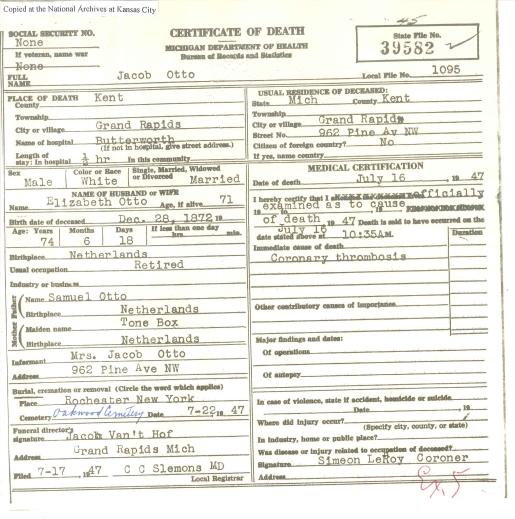 Copied at the National Archives at Kansas City
45
SOCIAL SECURITY NO.
None
If veteran, name war
None
CERTIFICATE OF DEATH
MICHIGAN DEPARTMENT OF HEALTH
Bureau of Records and Statistics
State File No.
39582
FULL NAME Jacob Otto
Local File No. 1095
PLACE OF DEATH
County Kent
Township
City or village Grand Rapids
Name of hospital Butterworth
(If not in hospital, give street address.)
Length of stay: In hospital ½ hr In this community
USUAL RESIDENCE OF DECEASED:
State Mich County Kent
Township
City or village Grand Rapids
Street No. 962 Pine Av NW
Citizen of foreign country? No
If yes, name country
Sex Male
Color or Race White
Single, Married, Widowed or Divorced Married
NAME OF HUSBAND OR WIFE
Name Elizabeth Otto Age, if alive 71
Birth date of deceased Dec. 28, 1872 19
Age: Years 74
Months 6
Days 18
If less than one day
hrs. min.
Birthplace Netherlands
Usual occupation Retired
Industry or business
Father
Name Samuel Otto
Birthplace Netherlands
Mother
Maiden name Tone Box
Birthplace Netherlands
Informant Mrs. Jacob Otto
Address 962 Pine Ave NW
Burial, cremation or removal (Circle the word which applies)
Place Rochester New York
Cemetery Oakwood Cemetery Date 7-22 19 47
Funeral director's signature Jacob Van't Hof
Address Grand Rapids Mich
Filed 7-17, 19 47 C C Slemons MD
Local Registrar
MEDICAL CERTIFICATION
Date of death July 16 19 47
I hereby certify that I officially
examined as to cause
of death, 19 47 Death is said to have occurred on the
date stated above at July 16 10:35AM.
Duration
Immediate cause of death
Coronary thrombosis
Other contributory causes of importance
Major findings and dates:
Of operations
Of autopsy
In case of violence, state if accident, homicide or suicide.
Date , 19
Where did injury occur?
(Specify city, county, or state)
In industry, home or public place?
Was disease or injury related to occupation of deceased?
Signature Simeon LeRoy Coroner
Address
Ex. 5